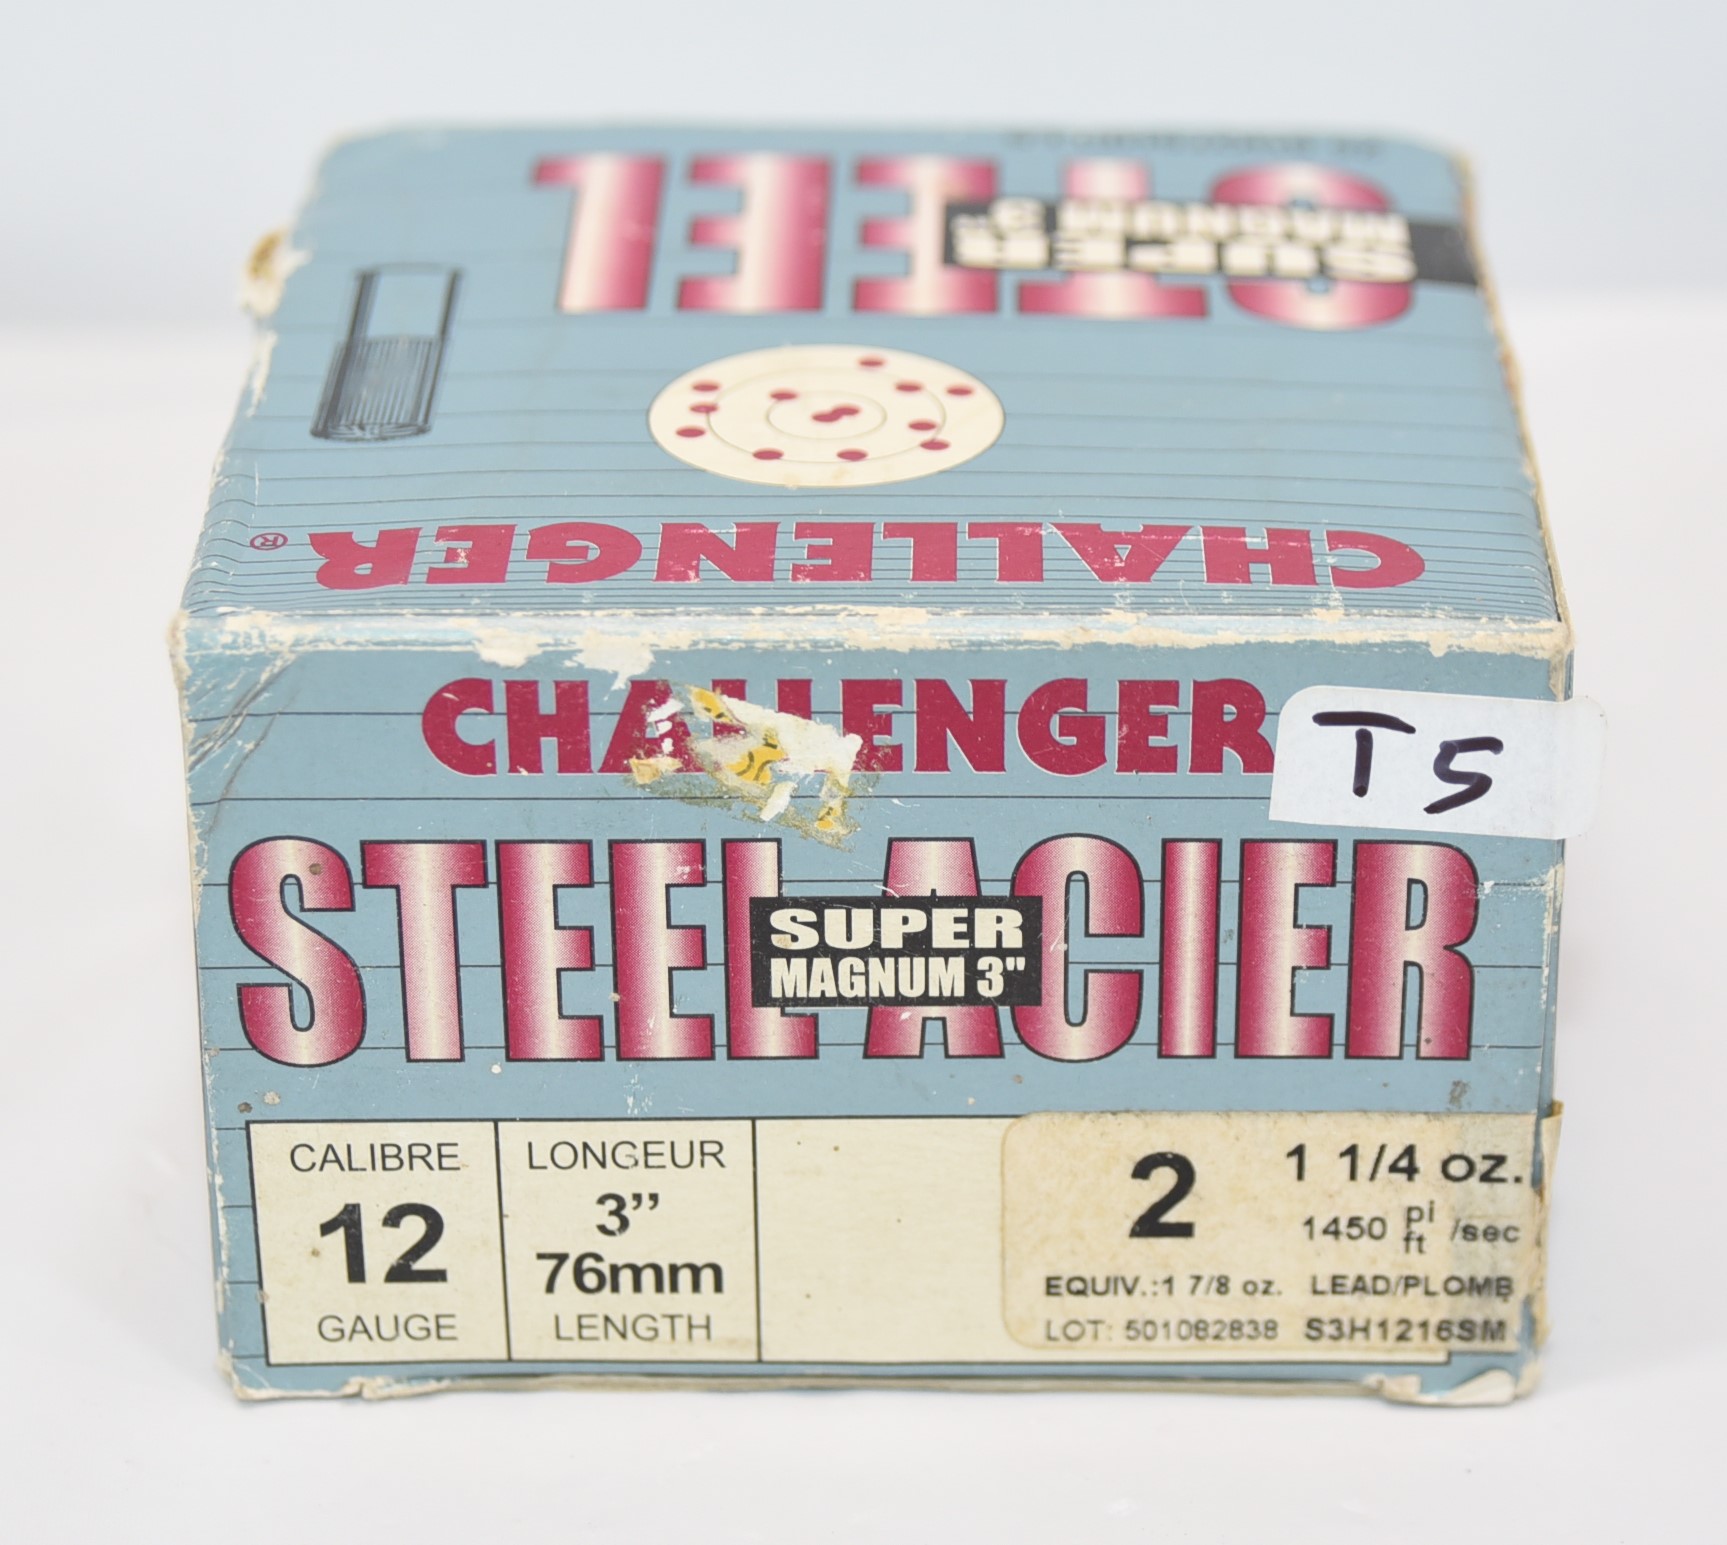 STEEL
SUPER
MAGNUM 3"
CHALLENGER®
CHALLENGER
T5
STEEL ACIER
SUPER
MAGNUM 3"
CALIBRE
12
GAUGE
LONGEUR
3”
76mm
LENGTH
2 1 1/4 oz.
1450 pi ft /sec
EQUIV.:1 7/8 oz. LEAD/PLOMB
LOT: 501082838 S3H1216SM